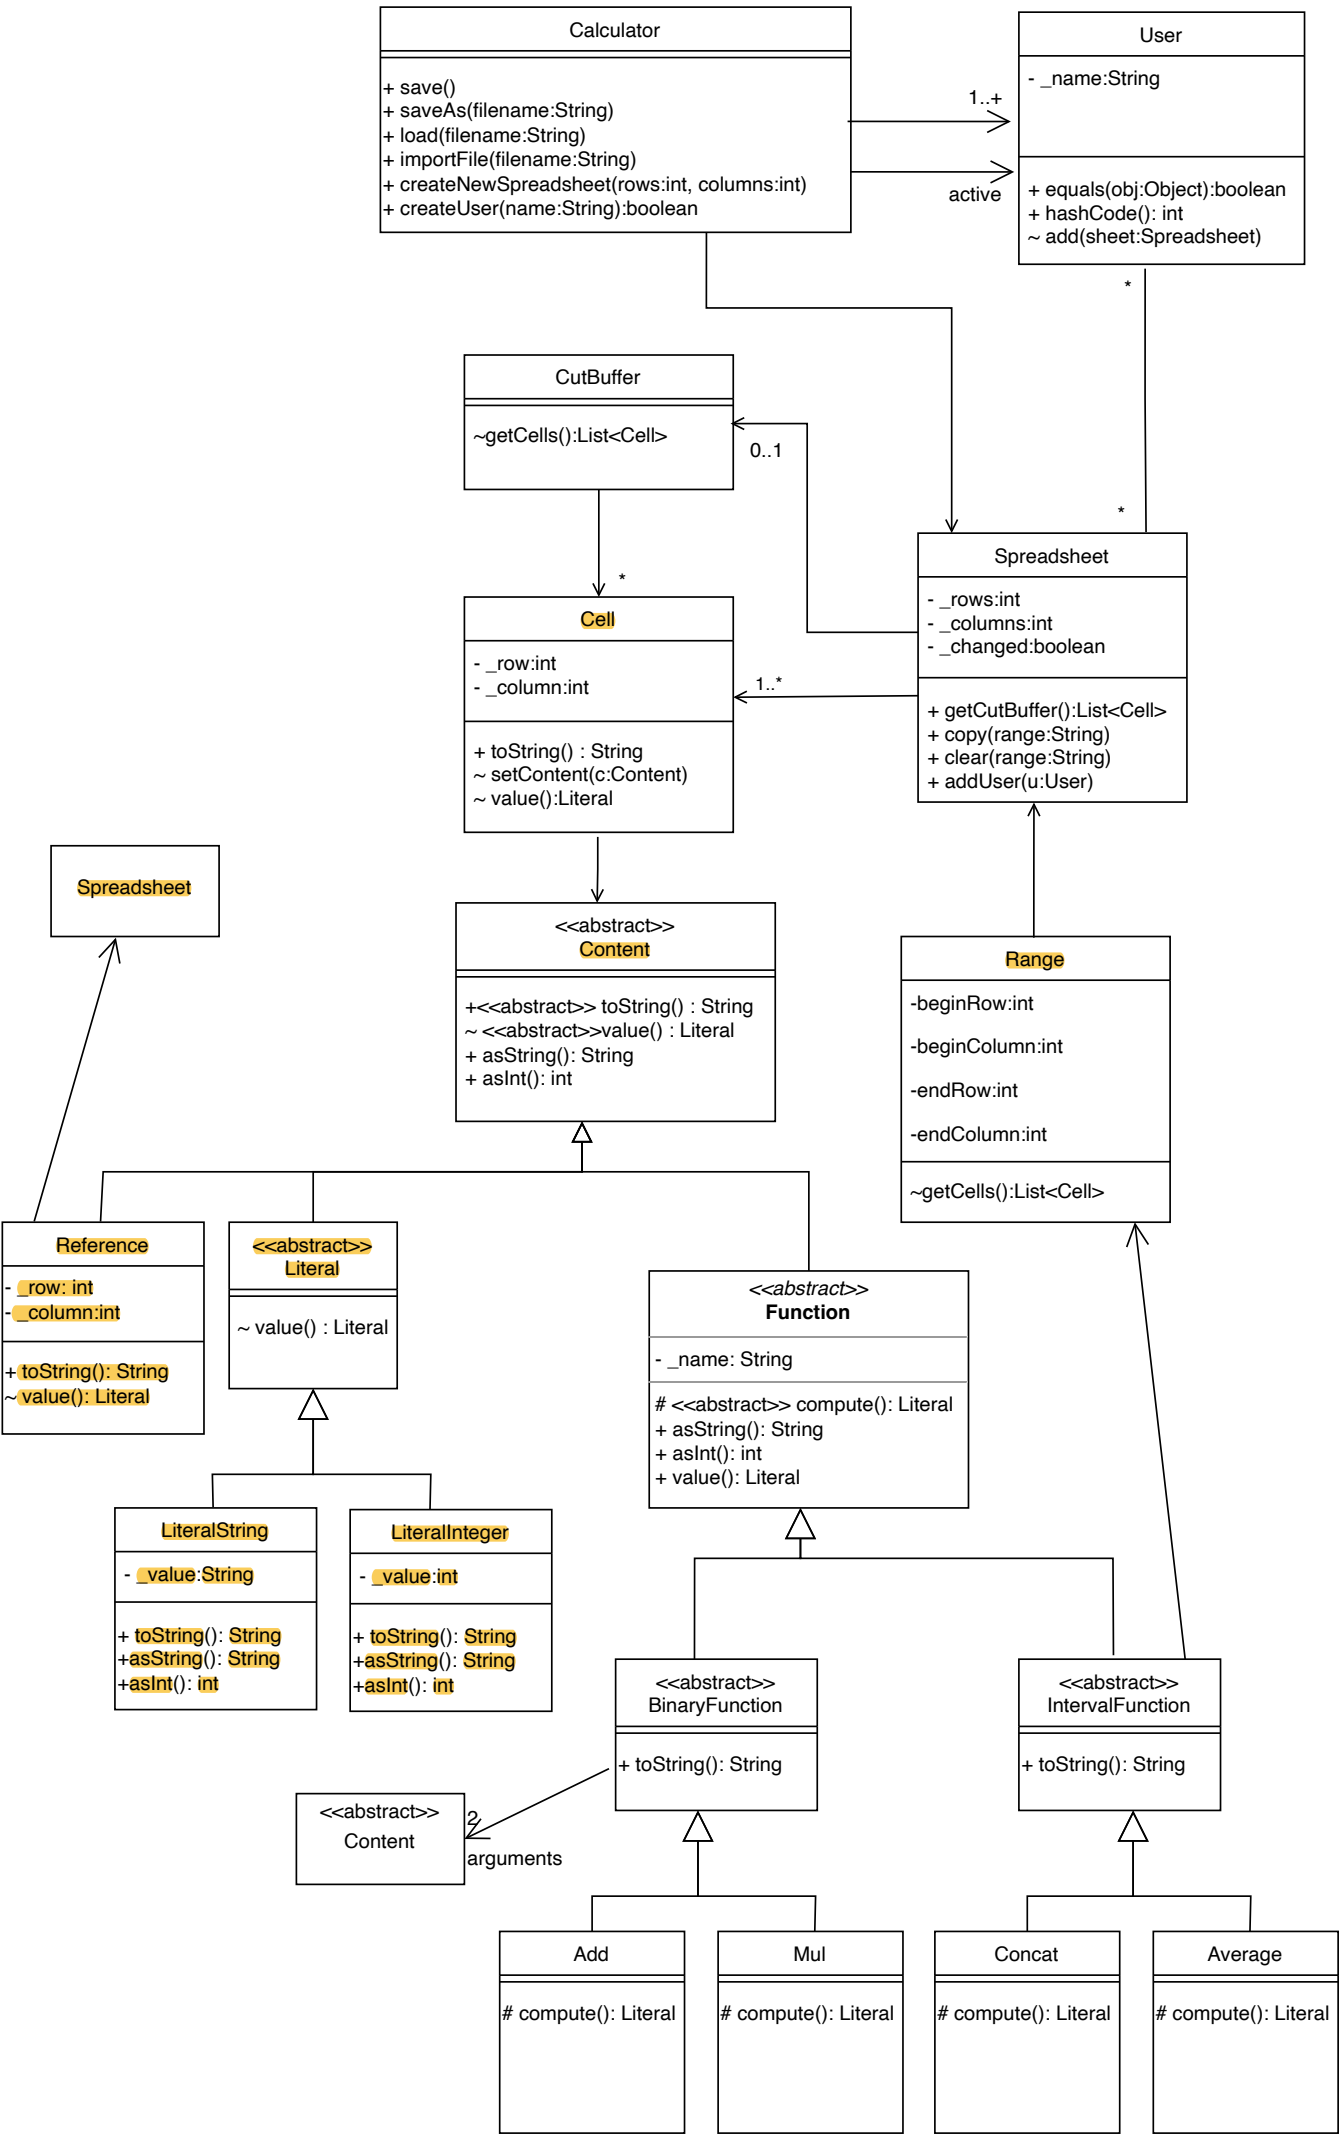 Calculator
+ save()
+ saveAs(filename:String)
+ load(filename:String)
+ importFile(filename:String)
+ createNewSpreadsheet(rows:int, columns:int)
+ createUser(name:String):boolean
1..+
active
User
- _name:String
+ equals(obj:Object):boolean
+ hashCode(): int
~ add(sheet:Spreadsheet)
*
*
CutBuffer
~getCells():List<Cell>
0..1
*
Cell
- _row:int
- _column:int
+ toString() : String
~ setContent(c:Content)
~ value():Literal
1..*
Spreadsheet
- _rows:int
- _columns:int
- _changed:boolean
+ getCutBuffer():List<Cell>
+ copy(range:String)
+ clear(range:String)
+ addUser(u:User)
Spreadsheet
<<abstract>>
Content
+<<abstract>> toString() : String
~ <<abstract>>value() : Literal
+ asString(): String
+ asInt(): int
Range
-beginRow:int
-beginColumn:int
-endRow:int
-endColumn:int
~getCells():List<Cell>
Reference
- _row: int
- _column:int
+ toString(): String
~ value(): Literal
<<abstract>>
Literal
~ value() : Literal
<<abstract>>
Function
- _name: String
# <<abstract>> compute(): Literal
+ asString(): String
+ asInt(): int
+ value(): Literal
LiteralString
- _value:String
+ toString(): String
+asString(): String
+asInt(): int
LiteralInteger
- _value:int
+ toString(): String
+asString(): String
+asInt(): int
<<abstract>>
BinaryFunction
+ toString(): String
<<abstract>>
IntervalFunction
+ toString(): String
<<abstract>>
Content
2
arguments
Add
# compute(): Literal
Mul
# compute(): Literal
Concat
# compute(): Literal
Average
# compute(): Literal